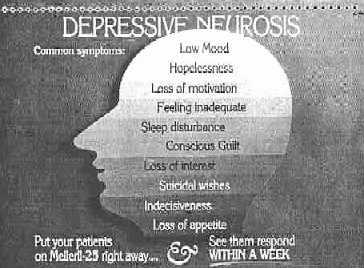 DEPRESSIVE NEUROSIS
Common symptoms:
Low Mood
Hopelessness
Loss of motivation
Feeling inadequate
Sleep disturbance
Conscious Guilt
Loss of interest
Suicidal wishes
Indecisiveness
Loss of appetite
Put your patients
on Melleril-25 right away....
&
See them respond
WITHIN A WEEK